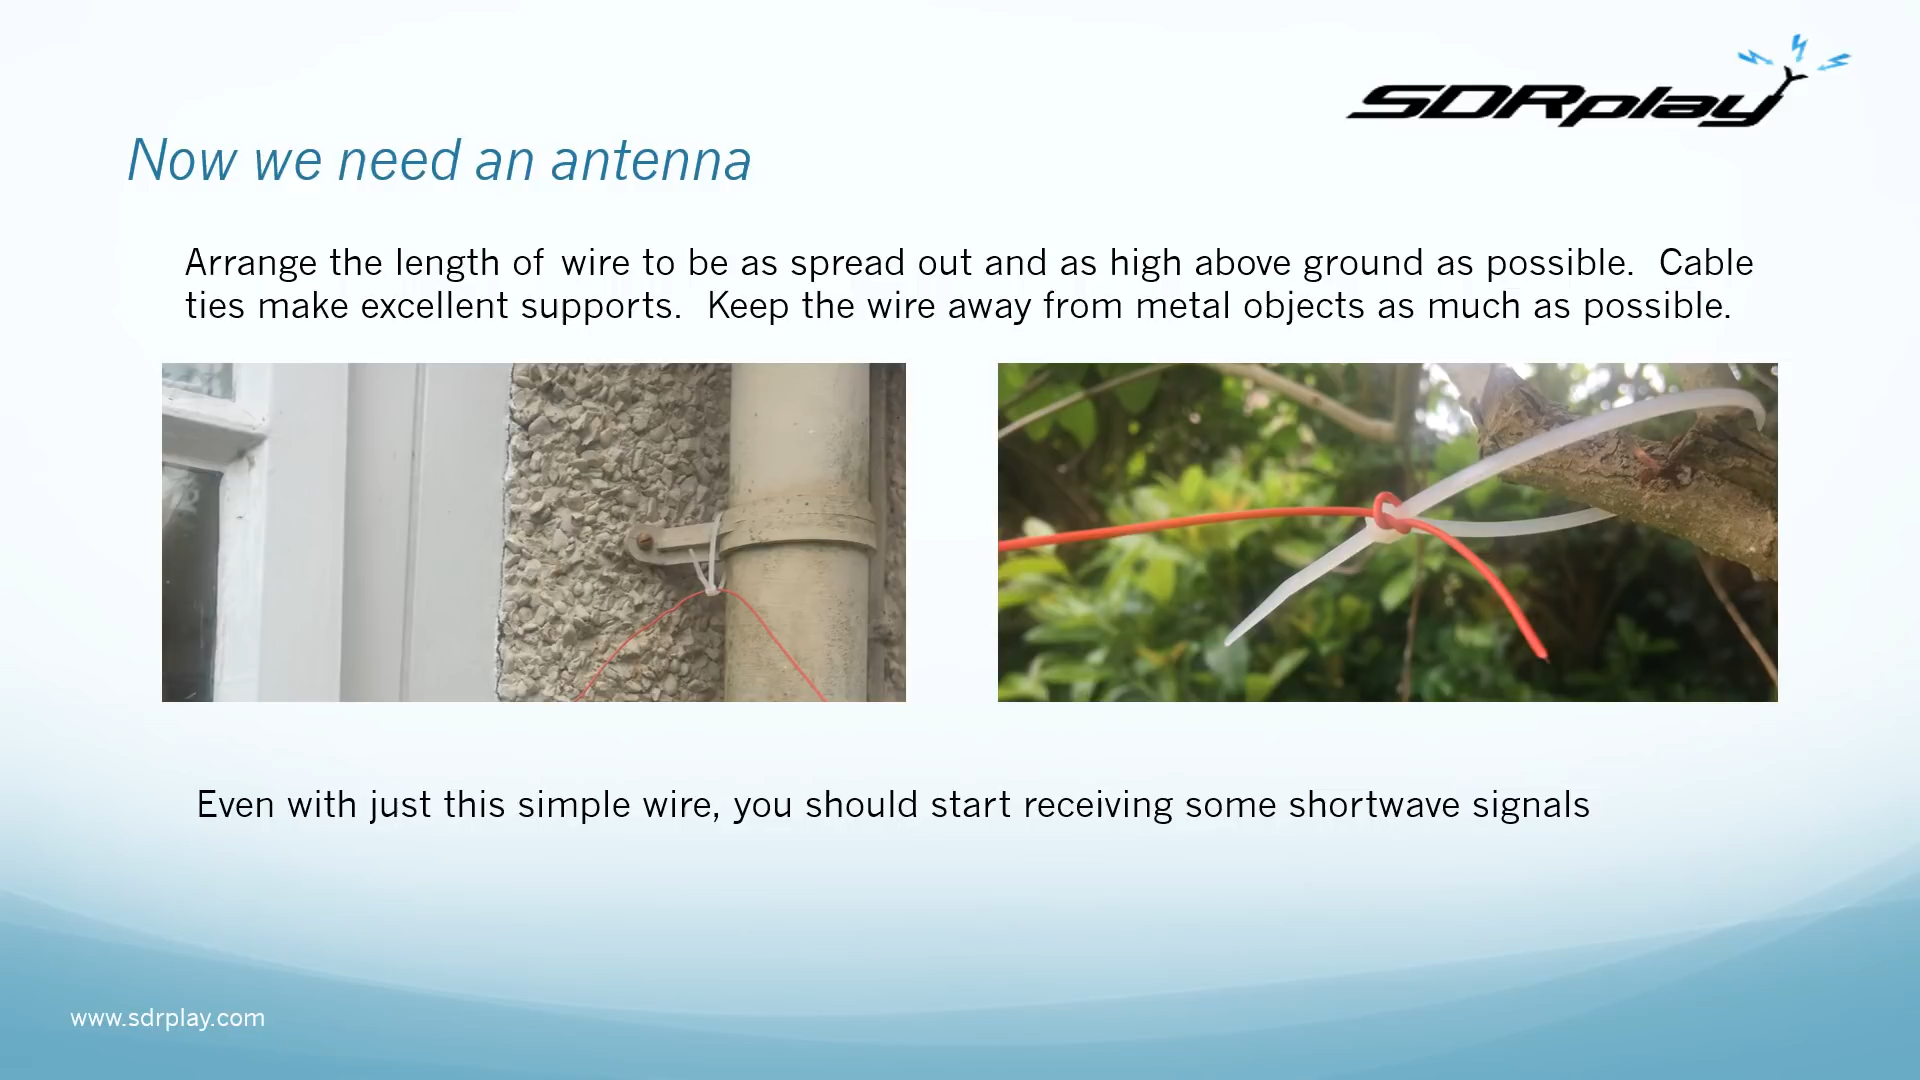 SDRplay
Now we need an antenna
Arrange the length of wire to be as spread out and as high above ground as possible. Cable
ties make excellent supports. Keep the wire away from metal objects as much as possible.
Even with just this simple wire, you should start receiving some shortwave signals
www.sdrplay.com